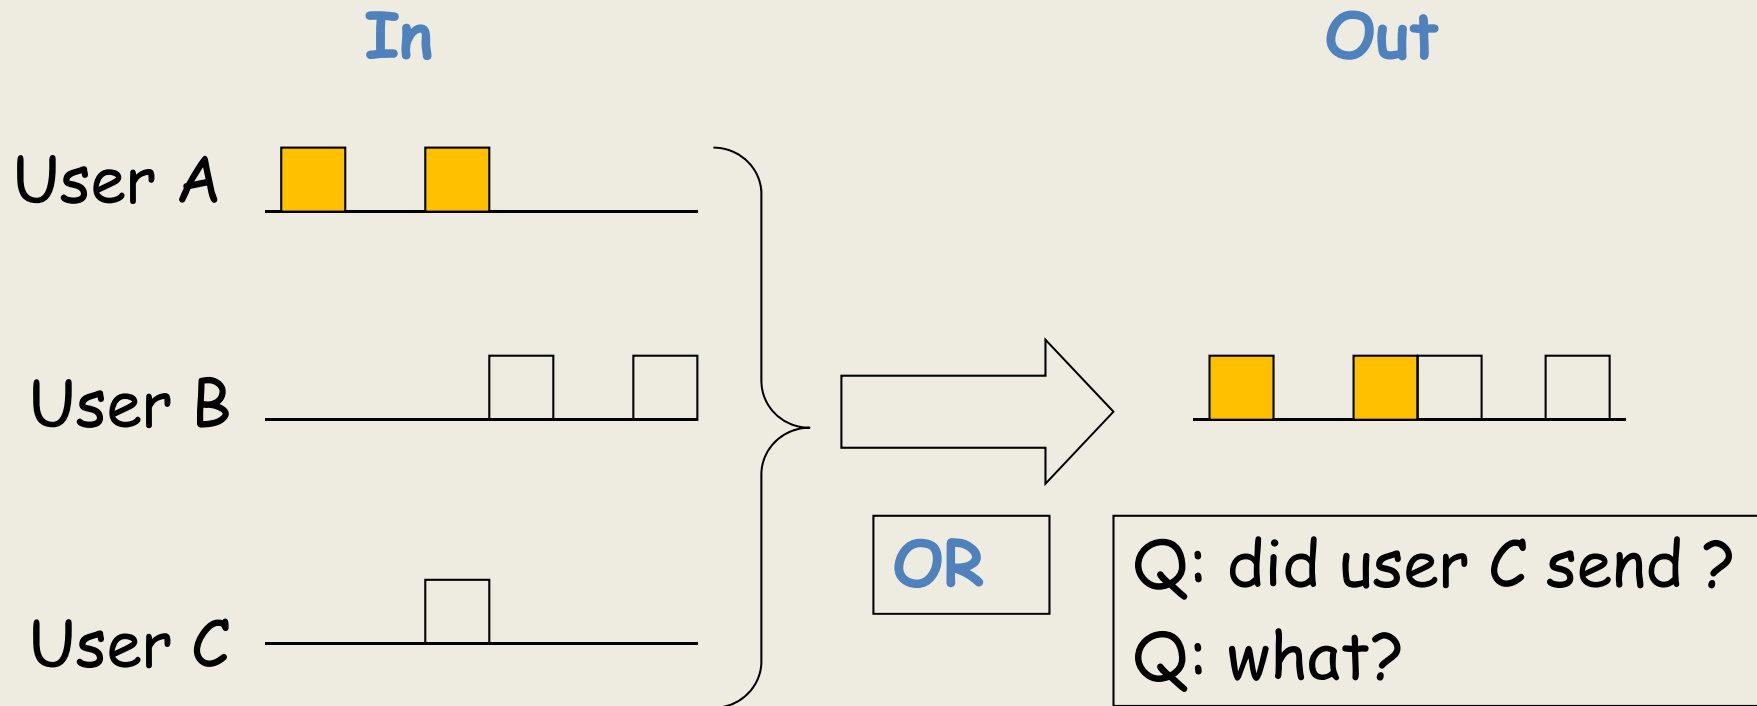 In
Out
User A
User B
User C
OR
Q: did user C send ?
Q: what?